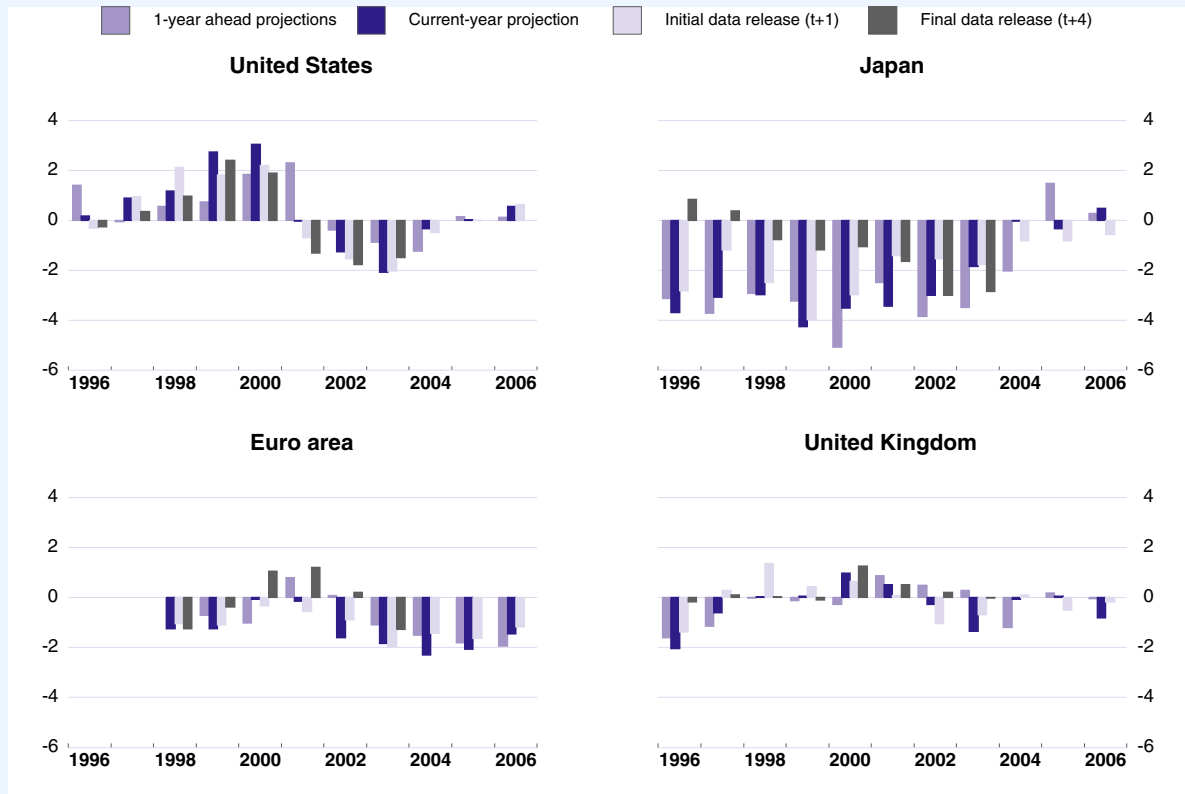 1-year ahead projections Current-year projection Initial data release (t+1) Final data release (t+4)
United States
4
2
0
-2
-4
-6
1996 1998 2000 2002 2004 2006
Japan
4
2
0
-2
-4
-6
1996 1998 2000 2002 2004 2006
Euro area
4
2
0
-2
-4
-6
1996 1998 2000 2002 2004 2006
United Kingdom
4
2
0
-2
-4
-6
1996 1998 2000 2002 2004 2006